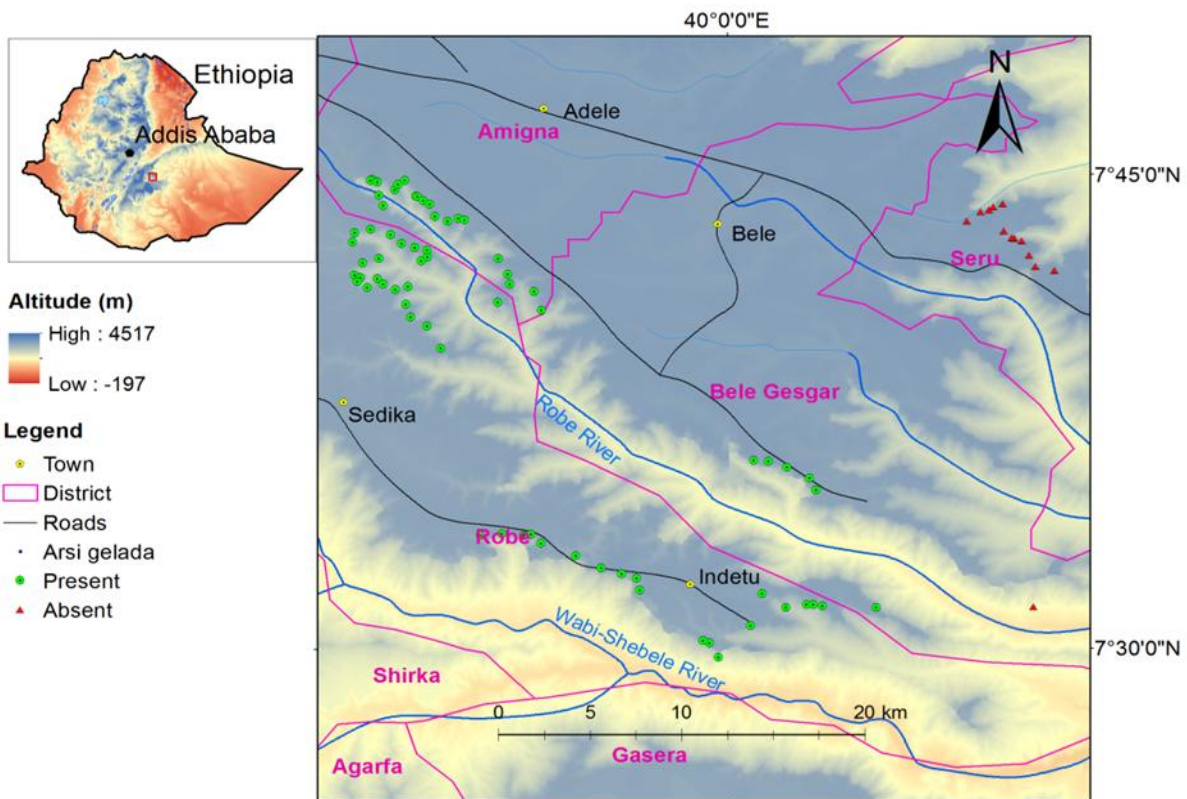 40°0'0"E
Ethiopia
Addis Ababa
N
Adele
Amigna
7°45'0"N
Bele
Seru
Altitude (m)
High : 4517
Low : -197
Bele Gesgar
Sedika
Robe River
Legend
Town
District
Roads
Arsi gelada
Present
Absent
Robe
Indetu
Wabi-Shebele River
7°30'0"N
Shirka
0 5 10 20 km
Gasera
Agarfa